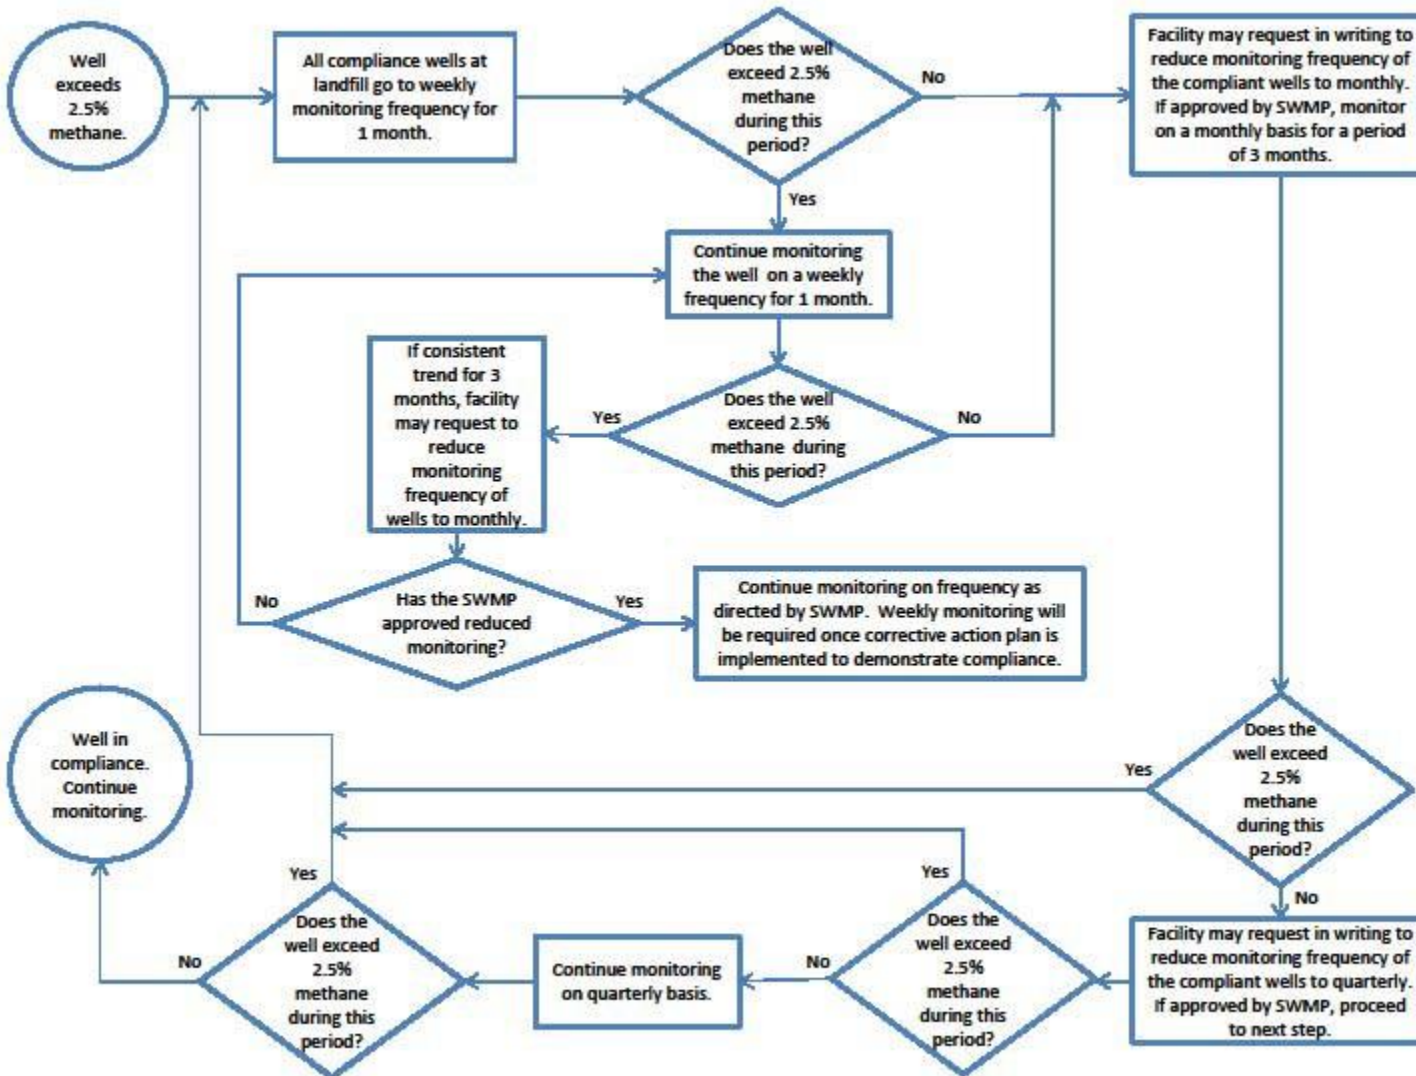 Well
exceeds
2.5%
methane.
All compliance wells at
landfill go to weekly
monitoring frequency for
1 month.
Does the well
exceed 2.5%
methane
during this
period?
No
Yes
Facility may request in writing to
reduce monitoring frequency of
the compliant wells to monthly.
If approved by SWMP, monitor
on a monthly basis for a period
of 3 months.
Continue monitoring
the well on a weekly
frequency for 1 month.
If consistent
trend for 3
months, facility
may request to
reduce
monitoring
frequency of
wells to monthly.
Yes
Does the well
exceed 2.5%
methane during
this period?
No
No
Has the SWMP
approved reduced
monitoring?
Yes
Continue monitoring on frequency as
directed by SWMP. Weekly monitoring will
be required once corrective action plan is
implemented to demonstrate compliance.
Well in
compliance.
Continue
monitoring.
Yes
Does the
well exceed
2.5%
methane
during this
period?
No
Yes
Does the
well exceed
2.5%
methane
during this
period?
No
Continue monitoring
on quarterly basis.
Yes
Does the
well exceed
2.5%
methane
during this
period?
No
Facility may request in writing to
reduce monitoring frequency of
the compliant wells to quarterly.
If approved by SWMP, proceed
to next step.